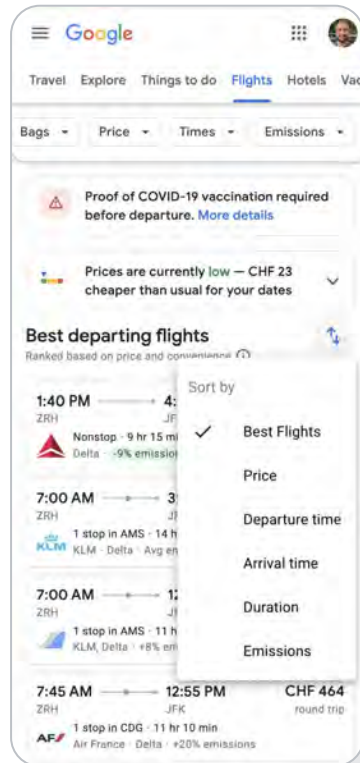 Google
Travel Explore Things to do Flights Hotels
Bags Price Times Emissions
Proof of COVID-19 vaccination required
before departure. More details
Prices are currently low — CHF 23
cheaper than usual for your dates
Best departing flights
Ranked based on price and convenience
Sort by
Best Flights
Price
Departure time
Arrival time
Duration
Emissions
1:40 PM 4:
ZRH
Nonstop · 9 hr 15
Delta · -9%
7:00 AM
ZRH
1 stop in AMS · 14
KLM
KLM · Delta · Avg
7:00 AM
ZRH
1 stop in AMS · 11
KLM, Delta · +8%
7:45 AM 12:55 PM CHF 464
ZRH JFK round trip
1 stop in CDG · 11 hr 10 min
AF
Air France · Delta · +20% emissions